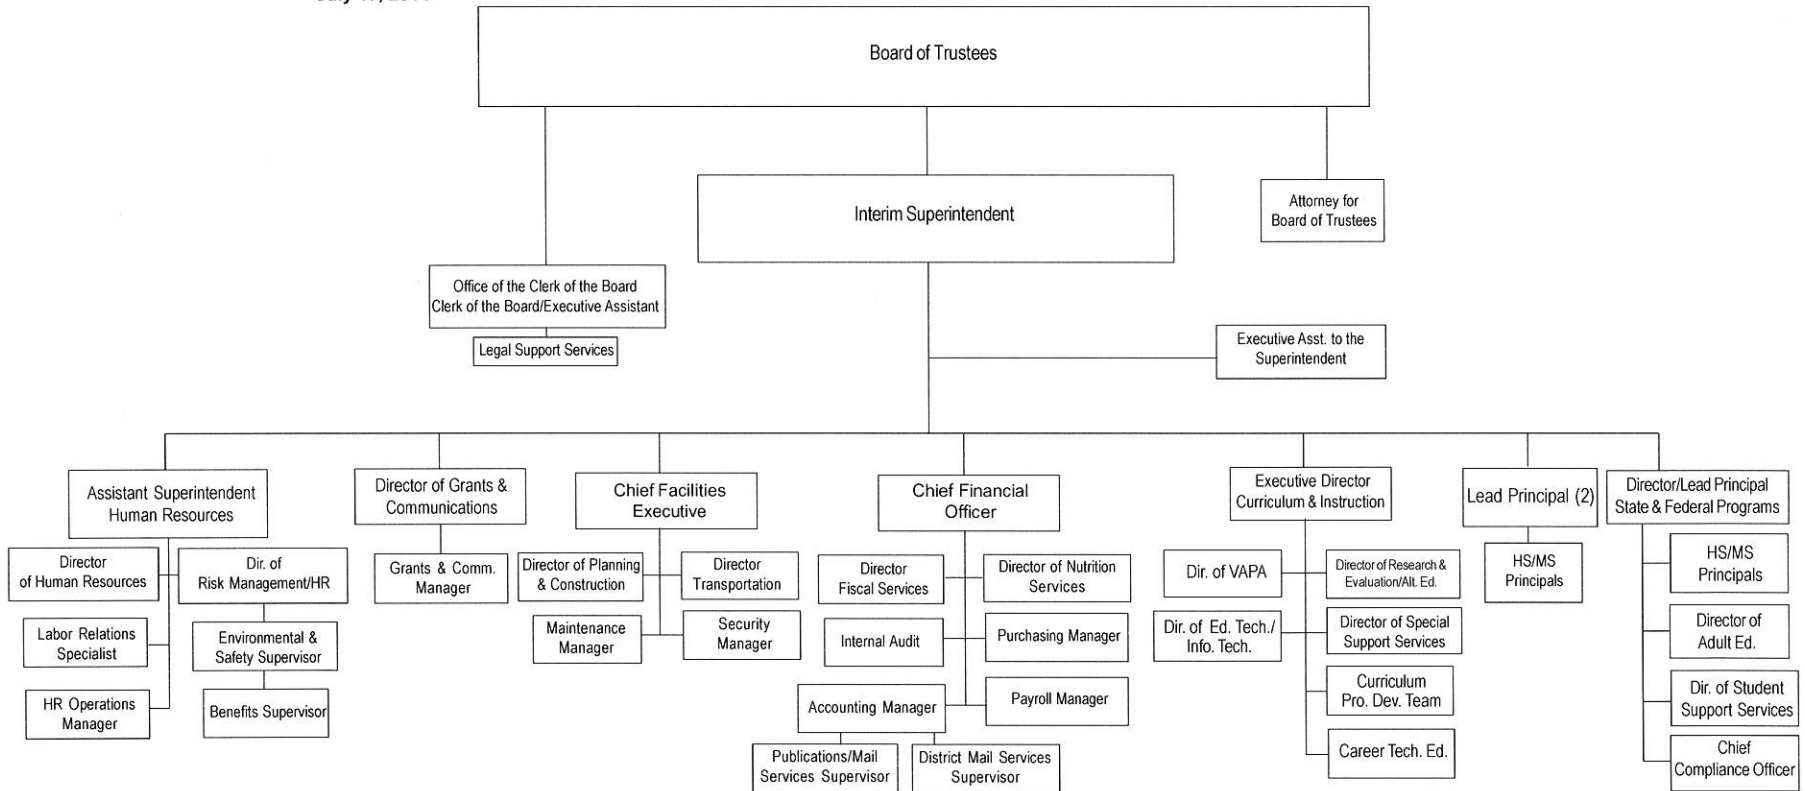 Board of Trustees
Interim Superintendent
Attorney for
Board of Trustees
Office of the Clerk of the Board
Clerk of the Board/Executive Assistant
Legal Support Services
Executive Asst. to the
Superintendent
Assistant Superintendent
Human Resources
Director of Grants &
Communications
Chief Facilities
Executive
Chief Financial
Officer
Executive Director
Curriculum & Instruction
Lead Principal (2)
Director/Lead Principal
State & Federal Programs
Director
of Human Resources
Dir. of
Risk Management/HR
Labor Relations
Specialist
Environmental &
Safety Supervisor
HR Operations
Manager
Benefits Supervisor
Grants & Comm.
Manager
Director of Planning
& Construction
Director
Transportation
Maintenance
Manager
Security
Manager
Director
Fiscal Services
Director of Nutrition
Services
Internal Audit
Purchasing Manager
Accounting Manager
Payroll Manager
Publications/Mail
Services Supervisor
District Mail Services
Supervisor
Dir. of VAPA
Director of Research &
Evaluation/Alt. Ed.
Dir. of Ed. Tech./
Info. Tech.
Director of Special
Support Services
Curriculum
Pro. Dev. Team
Career Tech. Ed.
HS/MS
Principals
HS/MS
Principals
Director of
Adult Ed.
Dir. of Student
Support Services
Chief
Compliance Officer